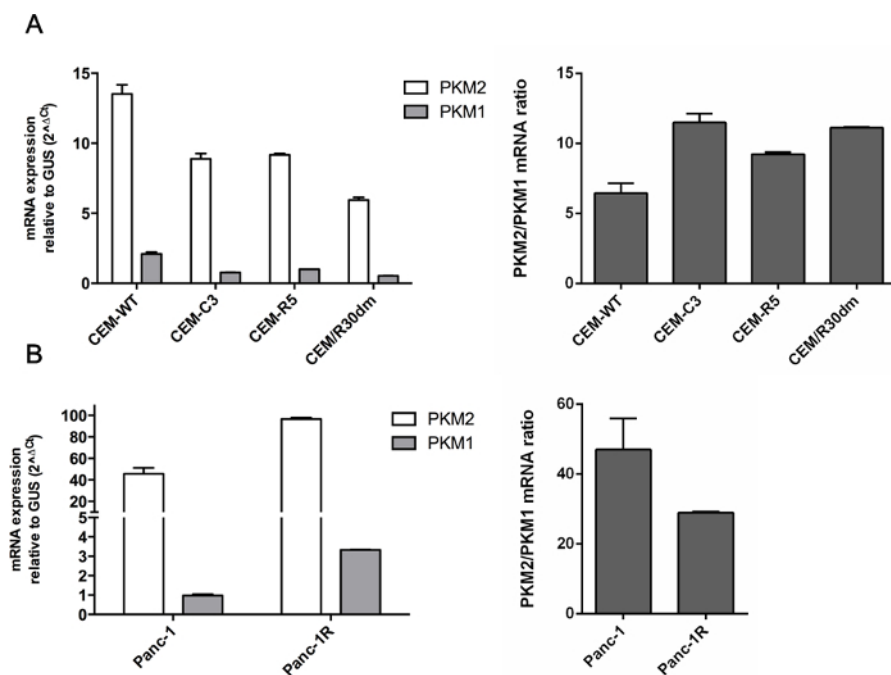 A
mRNA expression
relative to GUS (2^ΔCt)
15
10
5
0
PKM2
PKM1
CEM-WT
CEM-C3
CEM-R5
CEM/R30dm
PKM2/PKM1 mRNA ratio
15
10
5
0
CEM-WT
CEM-C3
CEM-R5
CEM/R30dm
B
mRNA expression
relative to GUS (2^ΔCt)
100
80
60
40
20
5
4
3
2
1
0
PKM2
PKM1
Panc-1
Panc-1R
PKM2/PKM1 mRNA ratio
60
40
20
0
Panc-1
Panc-1R